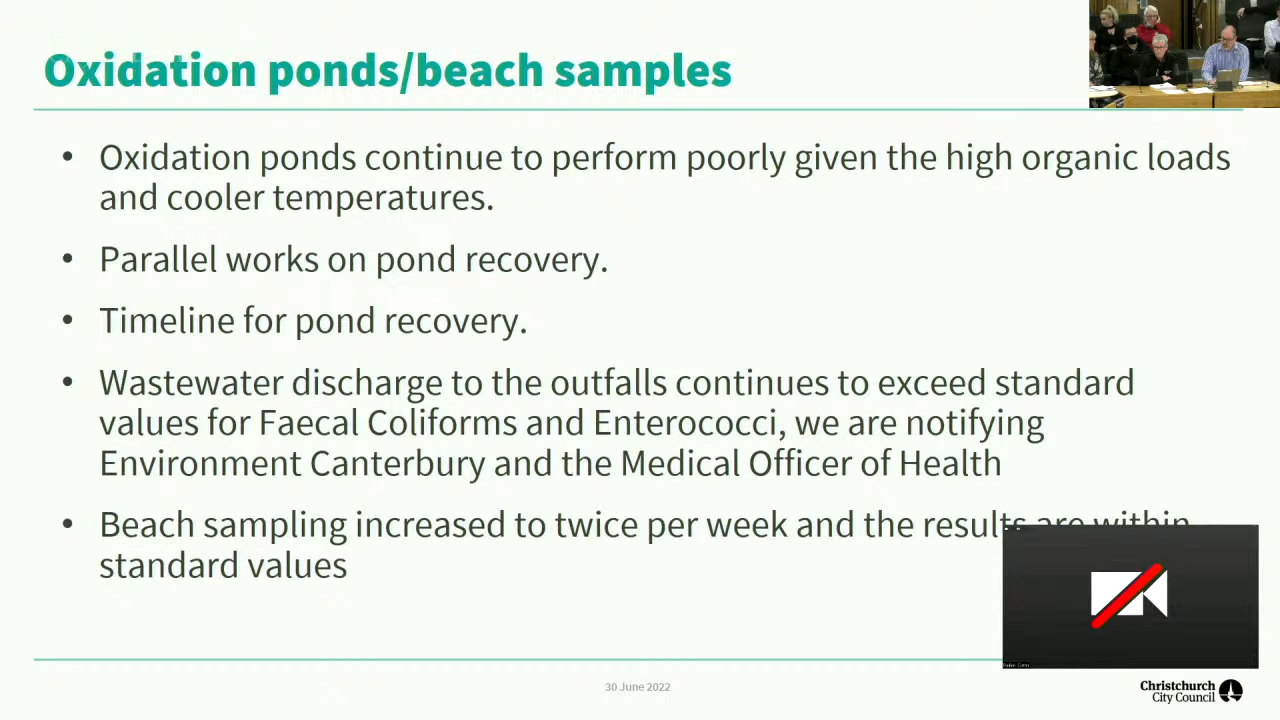 Oxidation ponds/beach samples
• Oxidation ponds continue to perform poorly given the high organic loads
and cooler temperatures.
• Parallel works on pond recovery.
• Timeline for pond recovery.
• Wastewater discharge to the outfalls continues to exceed standard
values for Faecal Coliforms and Enterococci, we are notifying
Environment Canterbury and the Medical Officer of Health
• Beach sampling increased to twice per week and the results are within
standard values
30 June 2022
Christchurch
City Council